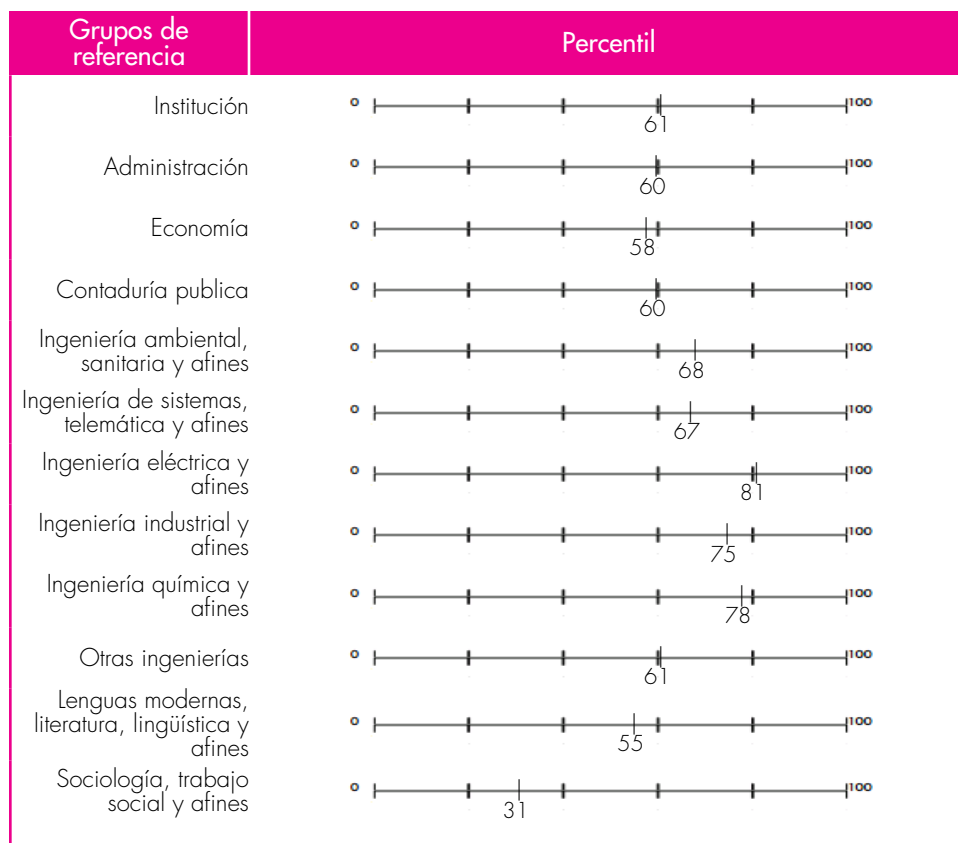 Grupos de
referencia
Percentil
Institución
0 100
61
Administración
0 100
60
Economía
0 100
58
Contaduría publica
0 100
60
Ingeniería ambiental,
sanitaria y afines
0 100
68
Ingeniería de sistemas,
telemática y afines
0 100
67
Ingeniería eléctrica y
afines
0 100
81
Ingeniería industrial y
afines
0 100
75
Ingeniería química y
afines
0 100
78
Otras ingenierías
0 100
61
Lenguas modernas,
literatura, lingüística y
afines
0 100
55
Sociología, trabajo
social y afines
0 100
31